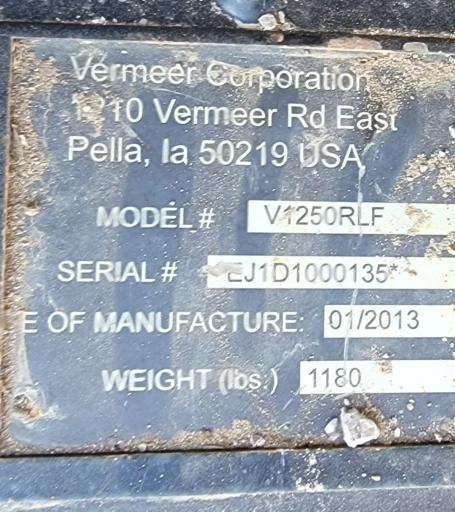 Vermeer Corporation
1210 Vermeer Rd East
Pella, Ia 50219 USA
MODEL # V1250RLF
SERIAL # EJ1D1000135*
E OF MANUFACTURE: 01/2013
WEIGHT (lbs.) 1180